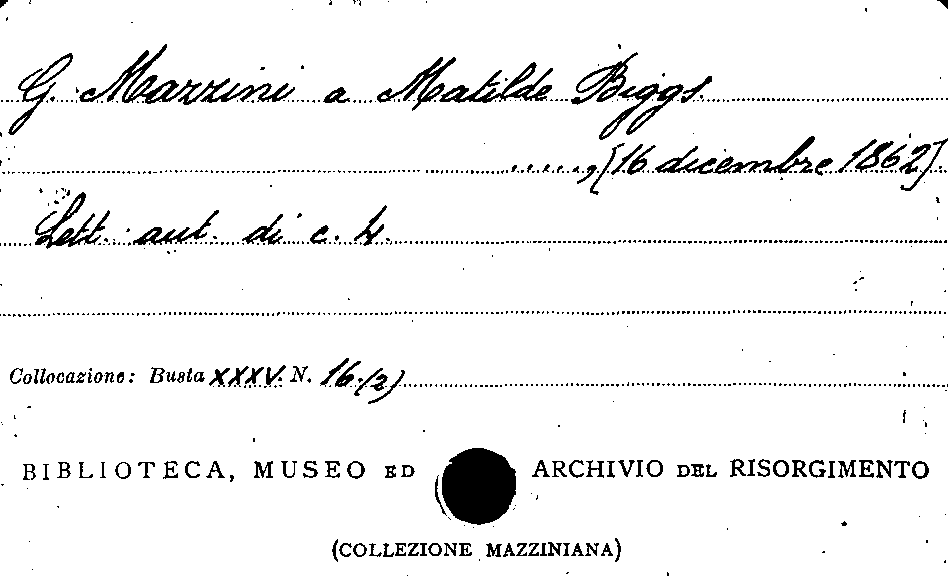 G. Mazzini a Matilde Biggs.
....., [16 dicembre 1862].
Lett. aut. di c. 4.
Collocazione: Busta XXXV. N. 16.(2)
BIBLIOTECA, MUSEO ED ARCHIVIO DEL RISORGIMENTO
(COLLEZIONE MAZZINIANA)